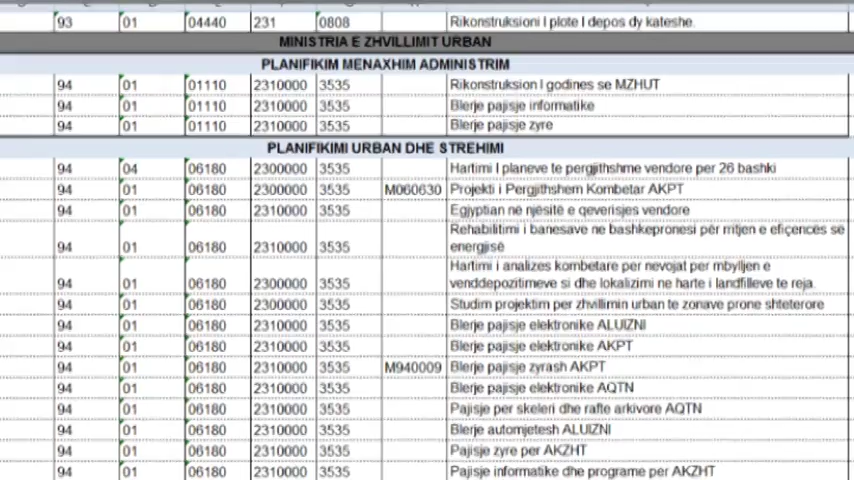 93 01 04440 231 0808 Rikonstruksioni I plote I depos dy kateshe.
MINISTRIA E ZHVILLIMIT URBAN
PLANIFIKIM MENAXHIM ADMINISTRIM
94 01 01110 2310000 3535 Rikonstruksion I godines se MZHUT
94 01 01110 2310000 3535 Blerje pajisje informatike
94 01 01110 2310000 3535 Blerje pajisje zyre
PLANIFIKIMI URBAN DHE STREHIMI
94 04 06180 2300000 3535 Hartimi I planeve te pergjithshme vendore per 26 bashki
94 01 06180 2300000 3535 M060630 Projekti i Pergjithshem Kombetar AKPT
94 01 06180 2310000 3535 Egjyptian në njësitë e qeverisjes vendore
Rehabilitimi i banesave ne bashkepronesi për rritjen e efiçencës se
94 01 06180 2310000 3535 energjisë
Hartimi i analizes kombetare per nevojat per mbylljen e
94 01 06180 2300000 3535 venddepozitimeve si dhe lokalizimi ne harte i landfilleve te reja.
94 01 06180 2300000 3535 Studim projektim per zhvillimin urban te zonave prone shteterore
94 01 06180 2310000 3535 Blerje pajisje elektronike ALUIZNI
94 01 06180 2310000 3535 Blerje pajisje elektronike AKPT
94 01 06180 2310000 3535 M940009 Blerje pajisje zyrash AKPT
94 01 06180 2310000 3535 Blerje pajisje elektronike AQTN
94 01 06180 2310000 3535 Pajisje per skeleri dhe rafte arkivore AQTN
94 01 06180 2310000 3535 Blerje automjetesh ALUIZNI
94 01 06180 2310000 3535 Pajisje zyre per AKZHT
94 01 06180 2310000 3535 Pajisje informatike dhe programe per AKZHT